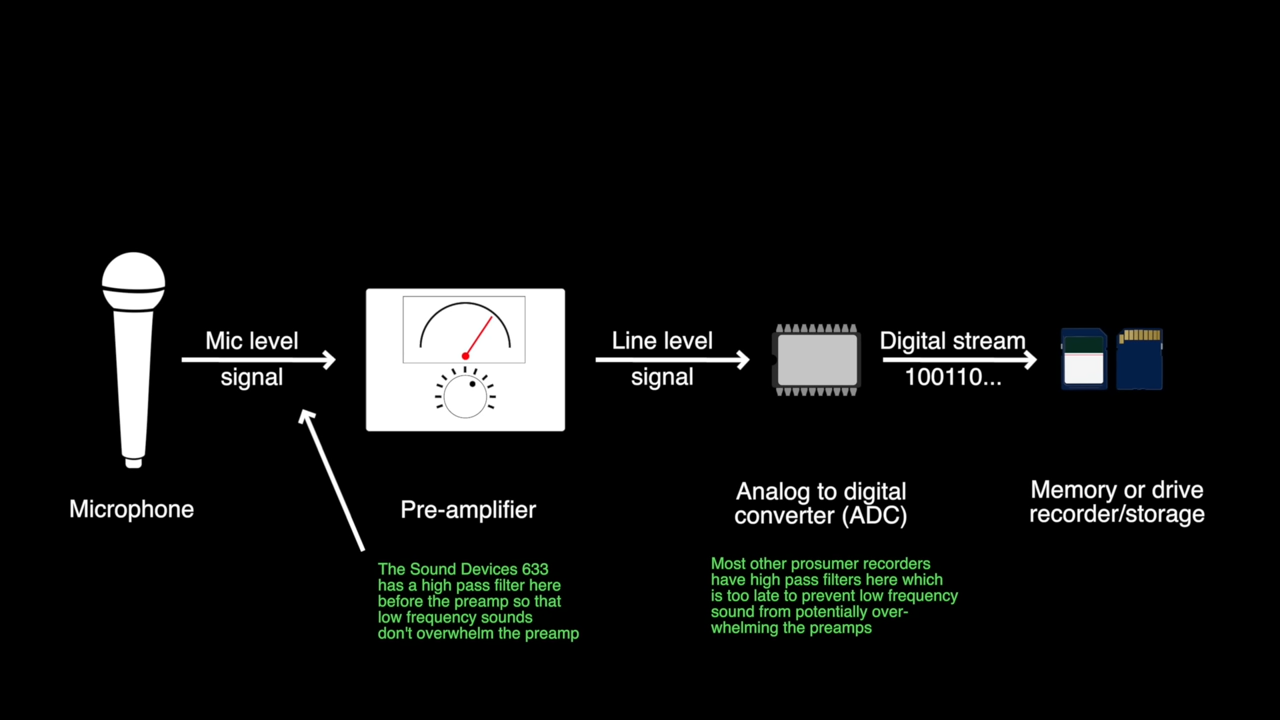 Mic level
signal
Line level
signal
Digital stream
100110...
Microphone
Pre-amplifier
Analog to digital
converter (ADC)
Memory or drive
recorder/storage
The Sound Devices 633
has a high pass filter here
before the preamp so that
low frequency sounds
don't overwhelm the preamp
Most other prosumer recorders
have high pass filters here which
is too late to prevent low frequency
sound from potentially over-
whelming the preamps